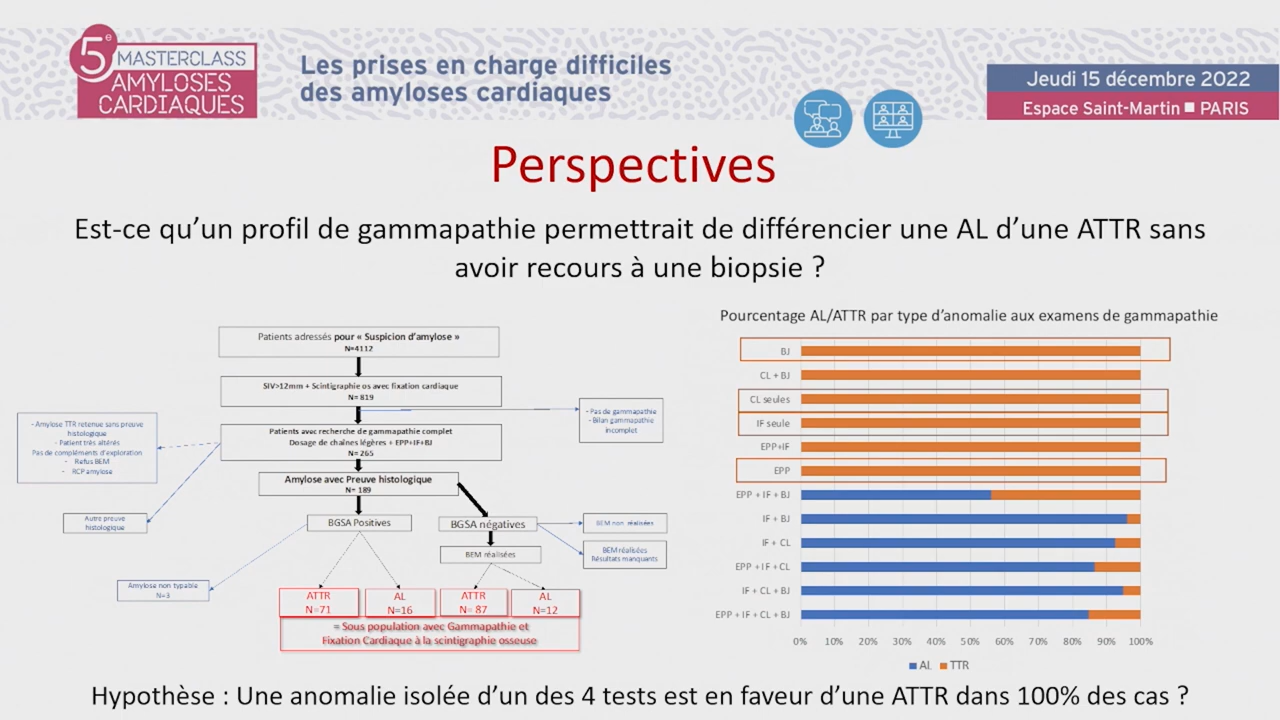 5e
MASTERCLASS
AMYLOSES
CARDIAQUES
Les prises en charge difficiles
des amyloses cardiaques
Jeudi 15 décembre 2022
Espace Saint-Martin ■ PARIS
Perspectives
Est-ce qu’un profil de gammapathie permettrait de différencier une AL d’une ATTR sans
avoir recours à une biopsie ?
Patients adressés pour « Suspicion d’amylose »
N=4112
SIV>12mm + Scintigraphie os avec fixation cardiaque
N= 819
- Pas de gammapathie
- Bilan gammapathie
incomplet
- Amylose TTR retenue sans preuve
histologique
- Patient très altérés
Pas de compléments d’exploration
- Refus BEM
- RCP amylose
Patients avec recherche de gammapathie complet
Dosage de chaînes légères + EPP+IF+BJ
N= 265
Amylose avec Preuve histologique
N= 189
Autre preuve
histologique
BGSA Positives
BGSA négatives
BEM non réalisées
BEM réalisées
BEM réalisées
Résultats manquants
Amylose non typable
N=3
ATTR
N=71
AL
N=16
ATTR
N= 87
AL
N=12
= Sous population avec Gammapathie et
Fixation Cardiaque à la scintigraphie osseuse
Pourcentage AL/ATTR par type d’anomalie aux examens de gammapathie
BJ
CL + BJ
CL seules
IF seule
EPP+IF
EPP
EPP + IF + BJ
IF + BJ
IF + CL
EPP + IF + CL
IF + CL + BJ
EPP + IF + CL + BJ
0% 10% 20% 30% 40% 50% 60% 70% 80% 90% 100%
AL TTR
Hypothèse : Une anomalie isolée d’un des 4 tests est en faveur d’une ATTR dans 100% des cas ?